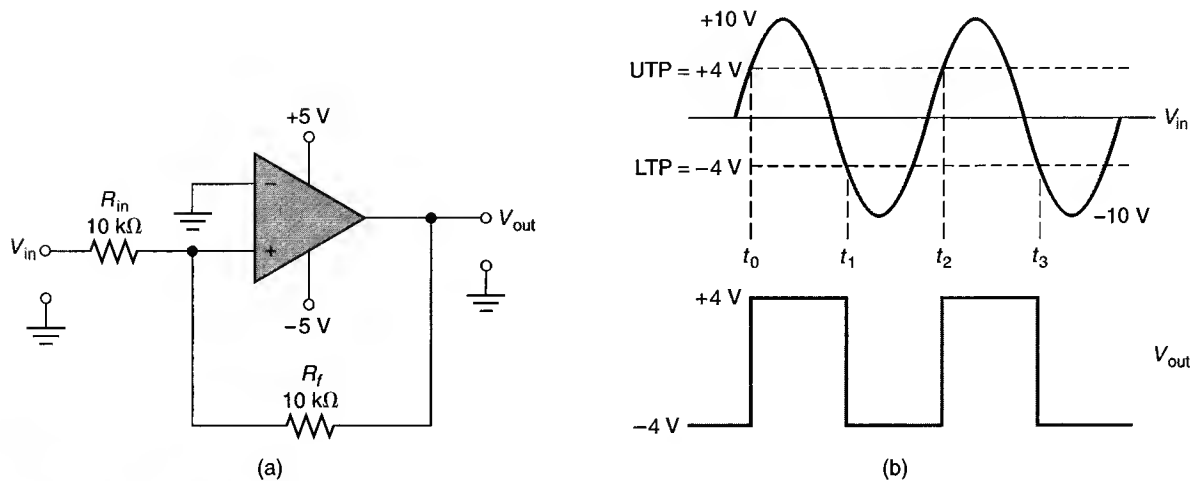 +5 V
−
R_in
10 kΩ
V_in
+
V_out
−5 V
R_f
10 kΩ
(a)
+10 V
UTP = +4 V
V_in
LTP = −4 V
−10 V
t_0 t_1 t_2 t_3
+4 V
V_out
−4 V
(b)